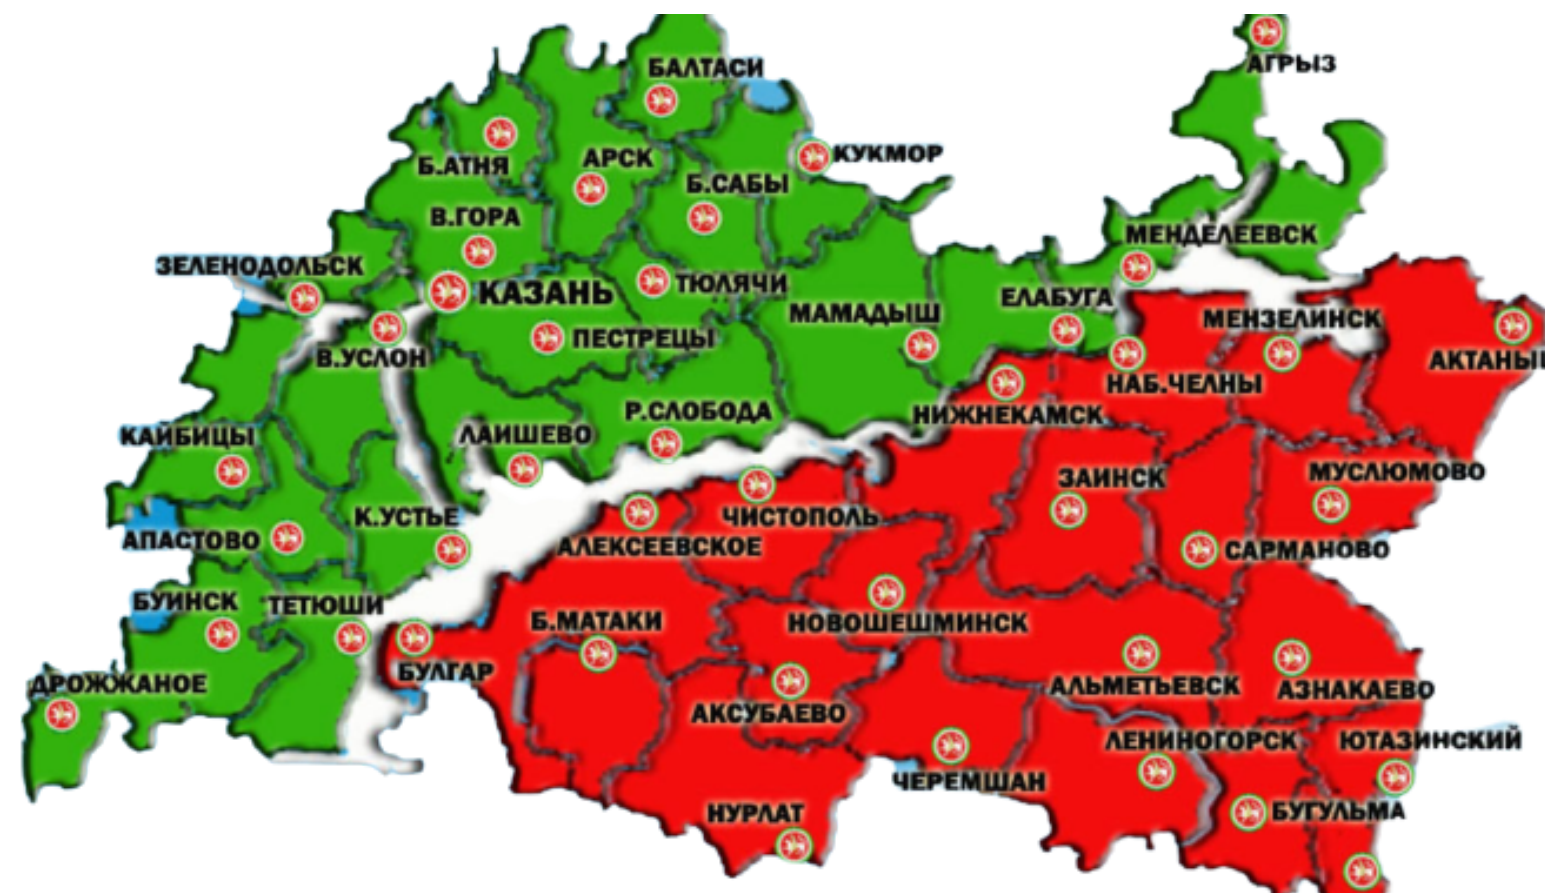 АГРЫЗ
БАЛТАСИ
КУКМОР
Б.АТНЯ
АРСК
Б.САБЫ
В.ГОРА
МЕНДЕЛЕЕВСК
ЗЕЛЕНОДОЛЬСК
КАЗАНЬ
ТЮЛЯЧИ
ЕЛАБУГА
МАМАДЫШ
МЕНЗЕЛИНСК
ПЕСТРЕЦЫ
В.УСЛОН
АКТАНЫ
НАБ.ЧЕЛНЫ
Р.СЛОБОДА
НИЖНЕКАМСК
КАЙБИЦЫ
ЛАИШЕВО
МУСЛЮМОВО
ЗАИНСК
К.УСТЬЕ
ЧИСТОПОЛЬ
АПАСТОВО
АЛЕКСЕЕВСКОЕ
САРМАНОВО
БУИНСК
ТЕТЮШИ
Б.МАТАКИ
НОВОШЕШМИНСК
БУЛГАР
ДРОЖЖАНОЕ
АЛЬМЕТЬЕВСК
АЗНАКАЕВО
АКСУБАЕВО
ЛЕНИНОГОРСК
ЮТАЗИНСКИЙ
ЧЕРЕМШАН
НУРЛАТ
БУГУЛЬМА